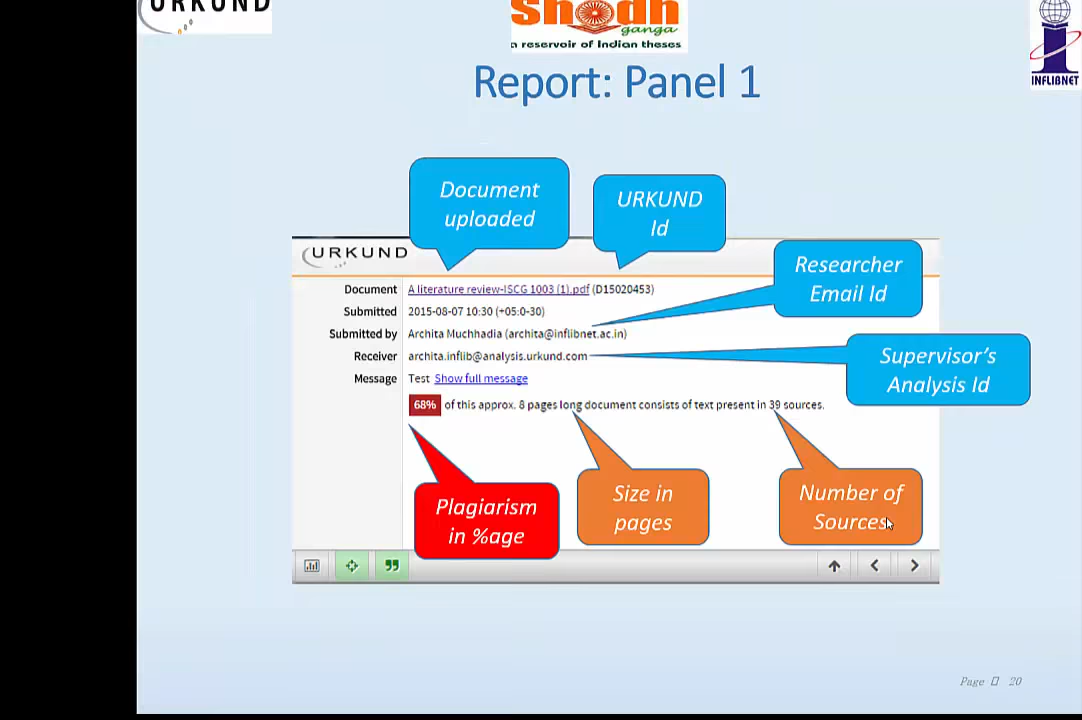 URKUND
Shodh
ganga
a reservoir of Indian theses
INFLIBNET
Report: Panel 1
Document
uploaded
URKUND
Id
Researcher
Email Id
Supervisor's
Analysis Id
URKUND
Document A literature review-ISCG 1003 (1).pdf (D15020453)
Submitted 2015-08-07 10:30 (+05:0-30)
Submitted by Archita Muchhadia (archita@inflibnet.ac.in)
Receiver archita.inflib@analysis.urkund.com
Message Test Show full message
68% of this approx. 8 pages long document consists of text present in 39 sources.
Plagiarism
in %age
Size in
pages
Number of
Sources
Page 20